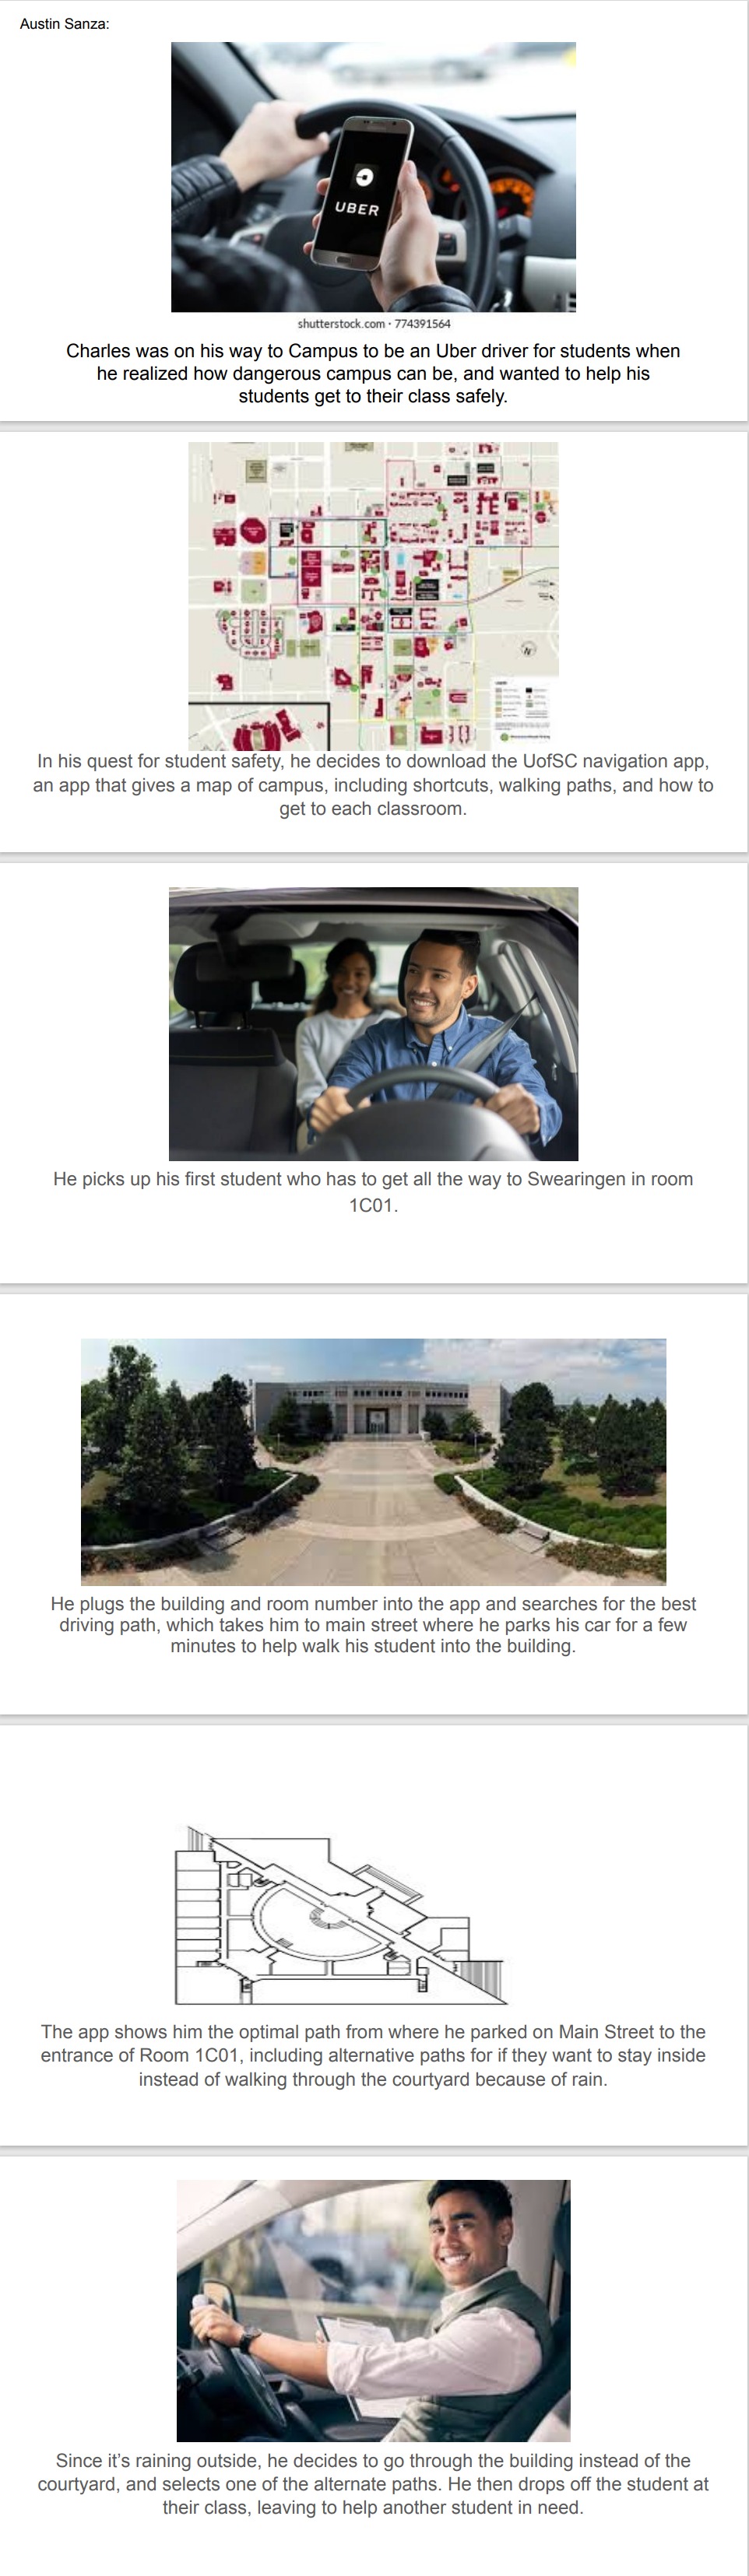 Austin Sanza:
UBER
shutterstock.com · 774391564
Charles was on his way to Campus to be an Uber driver for students when
he realized how dangerous campus can be, and wanted to help his
students get to their class safely.
In his quest for student safety, he decides to download the UofSC navigation app,
an app that gives a map of campus, including shortcuts, walking paths, and how to
get to each classroom.
He picks up his first student who has to get all the way to Swearingen in room
1C01.
He plugs the building and room number into the app and searches for the best
driving path, which takes him to main street where he parks his car for a few
minutes to help walk his student into the building.
The app shows him the optimal path from where he parked on Main Street to the
entrance of Room 1C01, including alternative paths for if they want to stay inside
instead of walking through the courtyard because of rain.
Since it’s raining outside, he decides to go through the building instead of the
courtyard, and selects one of the alternate paths. He then drops off the student at
their class, leaving to help another student in need.